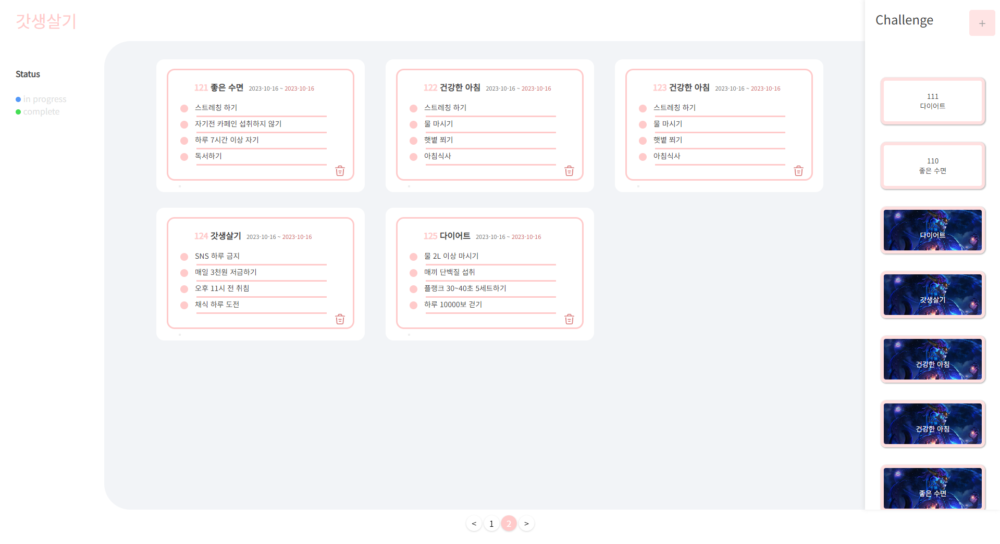 갓생살기
Status
in progress
complete
121 좋은 수면 2023-10-16 ~ 2023-10-16
스트레칭 하기
자기전 카페인 섭취하지 않기
하루 7시간 이상 자기
독서하기
122 건강한 아침 2023-10-16 ~ 2023-10-16
스트레칭 하기
물 마시기
햇볕 쬐기
아침식사
123 건강한 아침 2023-10-16 ~ 2023-10-16
스트레칭 하기
물 마시기
햇볕 쬐기
아침식사
124 갓생살기 2023-10-16 ~ 2023-10-16
SNS 하루 금지
매일 3천원 저금하기
오후 11시 전 취침
채식 하루 도전
125 다이어트 2023-10-16 ~ 2023-10-16
물 2L 이상 마시기
매끼 단백질 섭취
플랭크 30~40초 5세트하기
하루 10000보 걷기
< 1 2 >
Challenge +
111
다이어트
110
좋은 수면
다이어트
갓생살기
건강한 아침
건강한 아침
좋은 수면